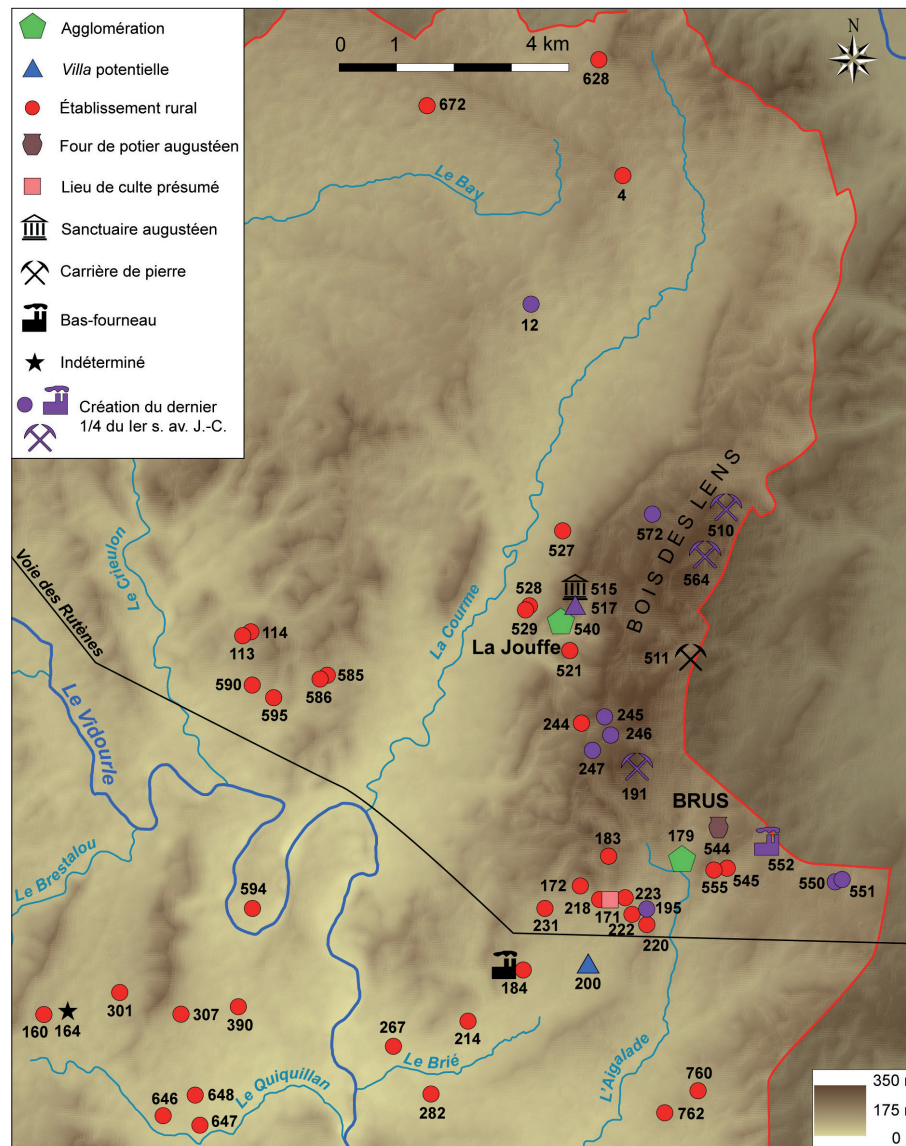 Agglomération
Villa potentielle
Établissement rural
Four de potier augustéen
Lieu de culte présumé
Sanctuaire augustéen
Carrière de pierre
Bas-fourneau
Indéterminé
Création du dernier
1/4 du Ier s. av. J.-C.
0 1 4 km
N
628
672
Le Bay
4
12
BOIS DES LENS
510
572
564
527
515
528
517
529
540
La Jouffe
521
511
La Courme
Le Crieulon
Voie des Rutènes
114
113
585
586
590
595
Le Vidourle
245
244
246
247
191
BRUS
179
544
552
183
555
545
550
551
Le Brestalou
594
172
223
218
195
171
231
222
220
184
200
301
160
164
307
390
214
267
Le Brié
L'Aigalade
760
762
282
Le Quiquillan
646
648
647
350 m
175 m
0